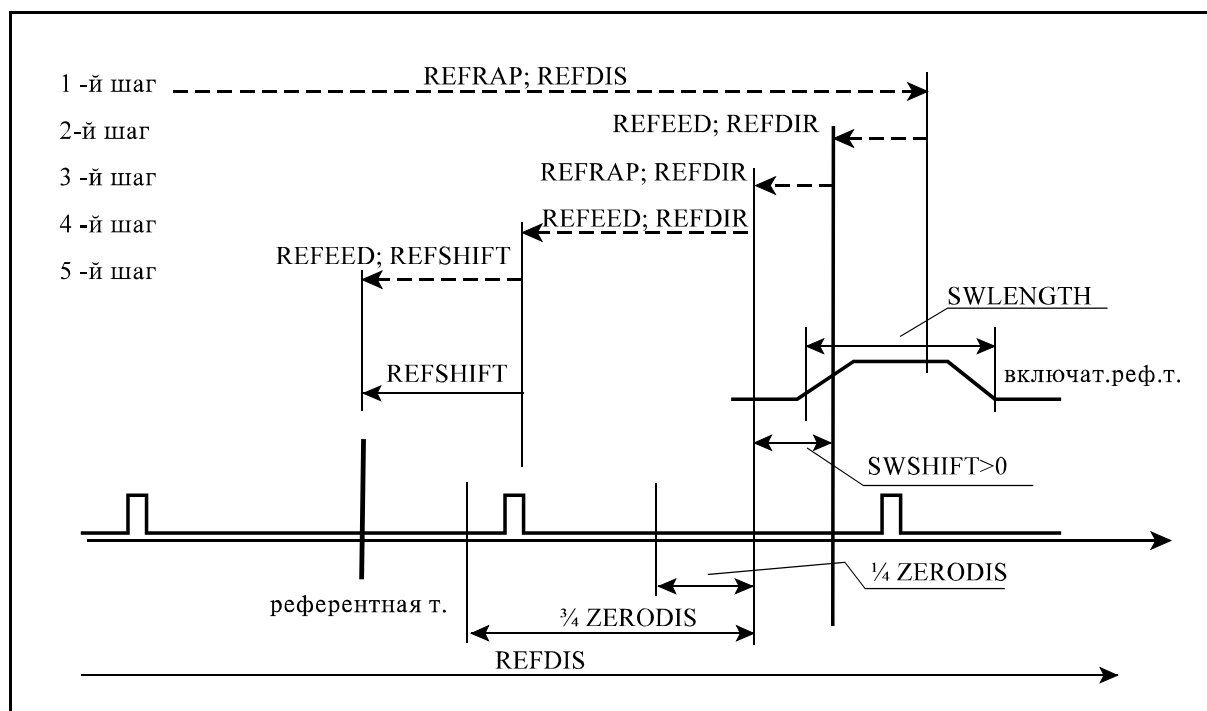 1 -й шаг
REFRAP; REFDIS
2-й шаг
REFEED; REFDIR
3 -й шаг
REFRAP; REFDIR
4 -й шаг
REFEED; REFDIR
5 -й шаг
REFEED; REFSHIFT
SWLENGTH
REFSHIFT
включат.реф.т.
SWSHIFT>0
¼ ZERODIS
референтная т.
¾ ZERODIS
REFDIS